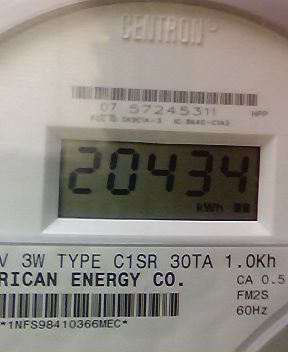 CENTRON®
07 57245311 HPP
20434
kWh
V 3W TYPE C1SR 30TA 1.0Kh
RICAN ENERGY CO. CA 0.5
FM2S
*1NFS98410366MEC* 60Hz